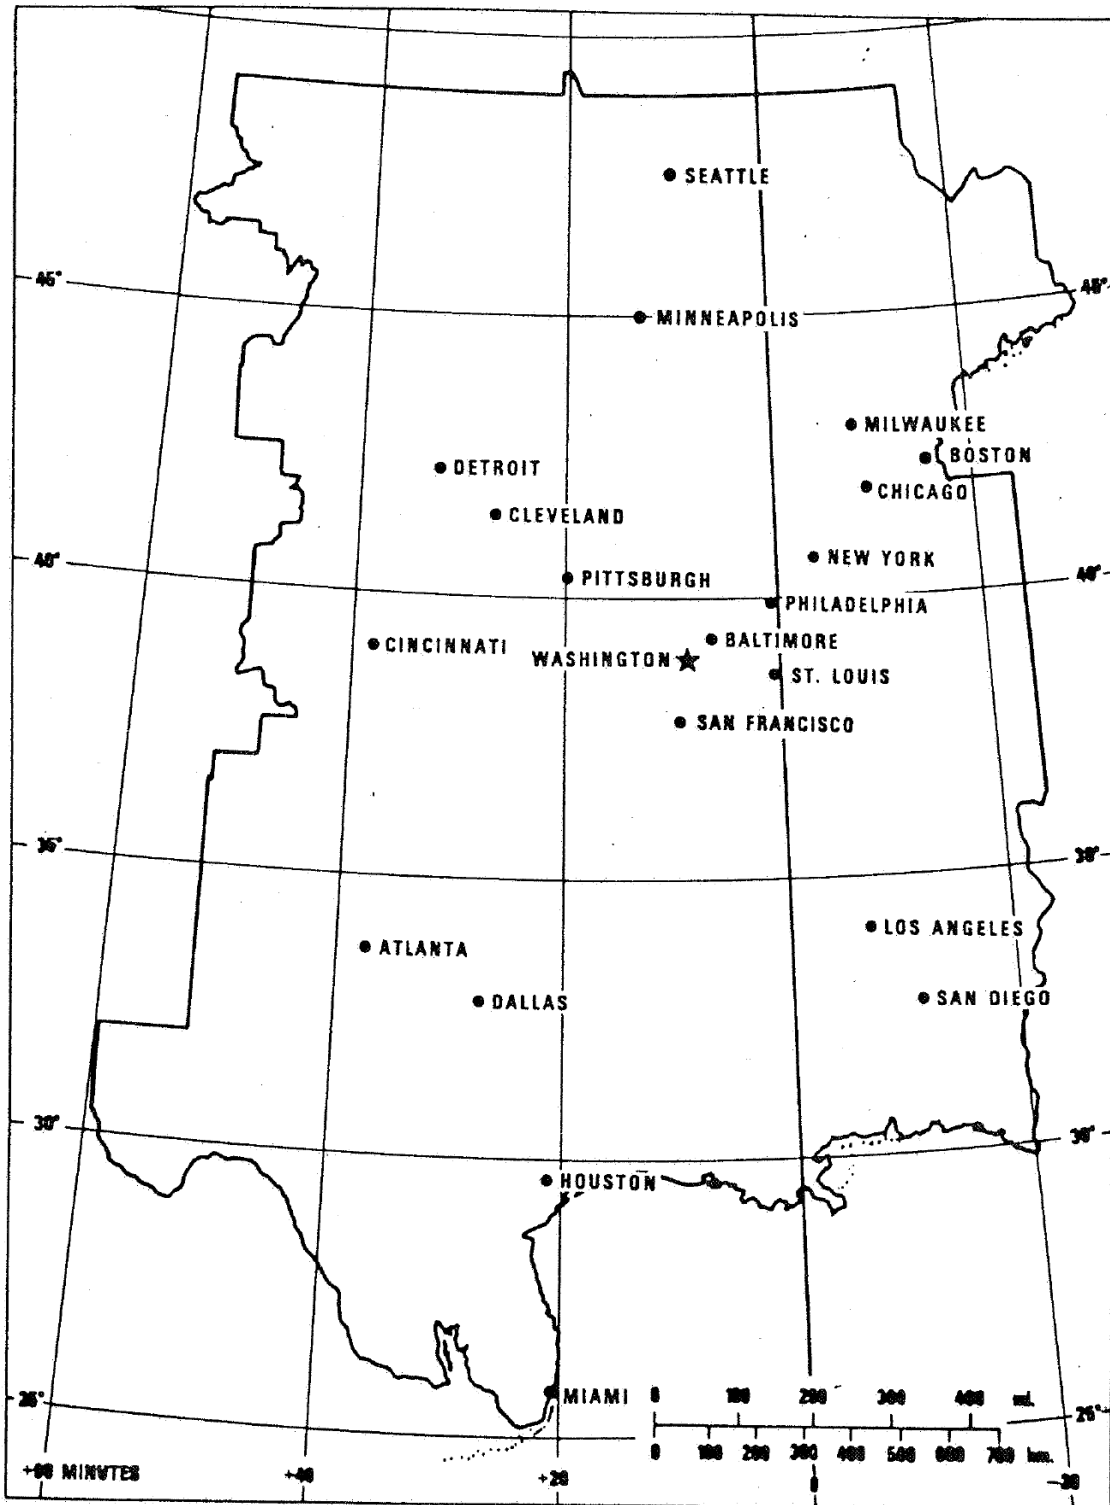 SEATTLE
45°
45°
MINNEAPOLIS
MILWAUKEE
BOSTON
DETROIT
CHICAGO
CLEVELAND
NEW YORK
40°
40°
PITTSBURGH
PHILADELPHIA
BALTIMORE
CINCINNATI
WASHINGTON
ST. LOUIS
SAN FRANCISCO
35°
35°
LOS ANGELES
ATLANTA
SAN DIEGO
DALLAS
30°
30°
HOUSTON
MIAMI
0 100 200 300 400 mi.
25°
25°
0 100 200 300 400 500 600 700 km.
+60 MINUTES
+40
+20
0
-20